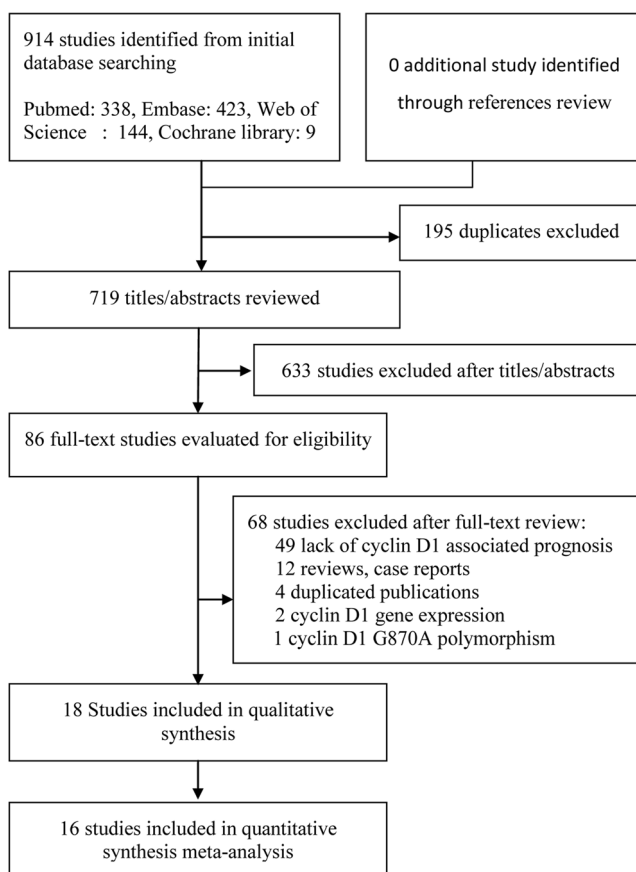 914 studies identified from initial
database searching
Pubmed: 338, Embase: 423, Web of
Science : 144, Cochrane library: 9
0 additional study identified
through references review
195 duplicates excluded
719 titles/abstracts reviewed
633 studies excluded after titles/abstracts
86 full-text studies evaluated for eligibility
68 studies excluded after full-text review:
49 lack of cyclin D1 associated prognosis
12 reviews, case reports
4 duplicated publications
2 cyclin D1 gene expression
1 cyclin D1 G870A polymorphism
18 Studies included in qualitative
synthesis
16 studies included in quantitative
synthesis meta-analysis